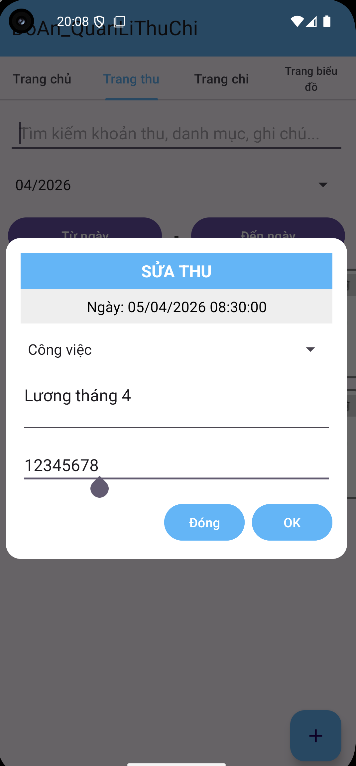 20:08
DoAn_QuanLiThuChi
Trang chủ
Trang thu
Trang chi
Trang biểu
đồ
Tìm kiếm khoản thu, danh mục, ghi chú...
04/2026
Từ ngày
-
Đến ngày
SỬA THU
Ngày: 05/04/2026 08:30:00
Công việc
Lương tháng 4
12345678
Đóng
OK
+